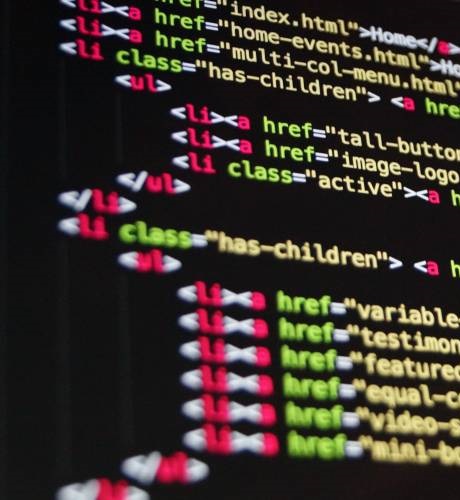 <li><a href="index.html">Home</a>
<li><a href="home-events.html">Ho
<li><a href="multi-col-menu.html"
<li class="has-children"> <a hre
<ul>
<li><a href="tall-button
<li><a href="image-logo
<li class="active"><a h
</ul>
</li>
<li class="has-children"> <a h
<ul>
<li><a href="variable-
<li><a href="testimon
<li><a href="featured
<li><a href="equal-co
<li><a href="video-s
<li><a href="mini-bo
</ul>
</li>